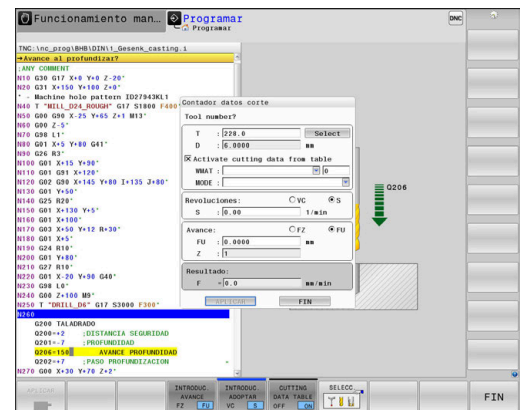 Funcionamiento man...
Programar
Programar
DNC
TNC:\nc_prog\BHB\DIN\1_Gesenk_casting.i
→Avance al profundizar?
;ANY COMMENT
N10 G30 G17 X+0 Y+0 Z-20*
N20 G31 X+150 Y+100 Z+0*
* - Machine hole pattern ID27943KL1
N40 T "MILL_D24_ROUGH" G17 S1800 F480*
N50 G00 G90 X-25 Y+65 Z+1 M13*
N60 G00 Z-5*
N70 G98 L1*
N80 G01 X+5 Y+80 G41*
N90 G26 R3*
N100 G01 X+15 Y+90*
N110 G01 G91 X+120*
N120 G02 G90 X+145 Y+80 I+135 J+80*
N130 G01 Y+50*
N140 G25 R20*
N150 G01 X+130 Y+5*
N160 G01 X+100*
N170 G03 X+50 Y+12 R+30*
N180 G01 X+5*
N190 G24 R10*
N200 G01 Y+80*
N210 G27 R10*
N220 G01 X-20 Y+90 G40*
N230 G98 L0*
N240 G00 Z+100 M9*
N250 T "DRILL_D6" G17 S3000 F300*
N260
G200 TALADRADO
Q200=+2 ;DISTANCIA SEGURIDAD
Q201=-7 ;PROFUNDIDAD
Q206=150 AVANCE PROFUNDIDAD
Q202=+7 ;PASO PROFUNDIZACION
N270 G00 X+30 Y+70 Z+2*
Contador datos corte
Tool number?
T : 228.0 Select
D : 6.0000 mm
Activate cutting data from table
WMAT : 0
MODE :
Revoluciones: VC S
S : 0.00 1/min
Avance: FZ FU
FU : 0.0000 mm
Z : 1
Resultado:
F = 0.0 mm/min
APLICAR FIN
Q206
APLICAR
INTRODUC. AVANCE FZ FU
INTRODUC. ADOPTAR VC S
CUTTING DATA TABLE OFF ON
SELECC.
FIN